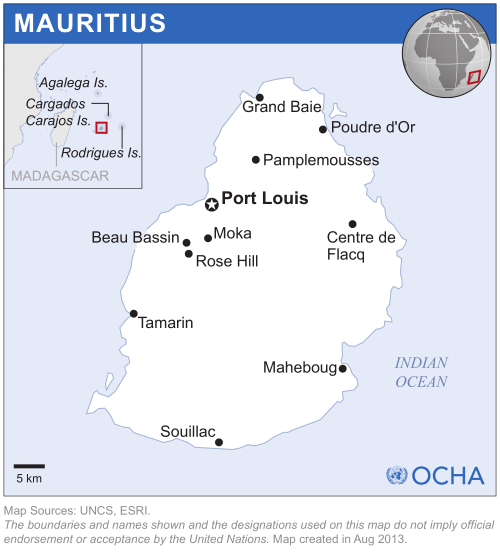 MAURITIUS
Agalega Is.
Cargados
Carajos Is.
Rodrigues Is.
MADAGASCAR
Grand Baie
Poudre d'Or
Pamplemousses
Port Louis
Moka
Beau Bassin
Rose Hill
Centre de
Flacq
Tamarin
Maheboug
INDIAN
OCEAN
Souillac
5 km
OCHA
Map Sources: UNCS, ESRI.
The boundaries and names shown and the designations used on this map do not imply official
endorsement or acceptance by the United Nations. Map created in Aug 2013.